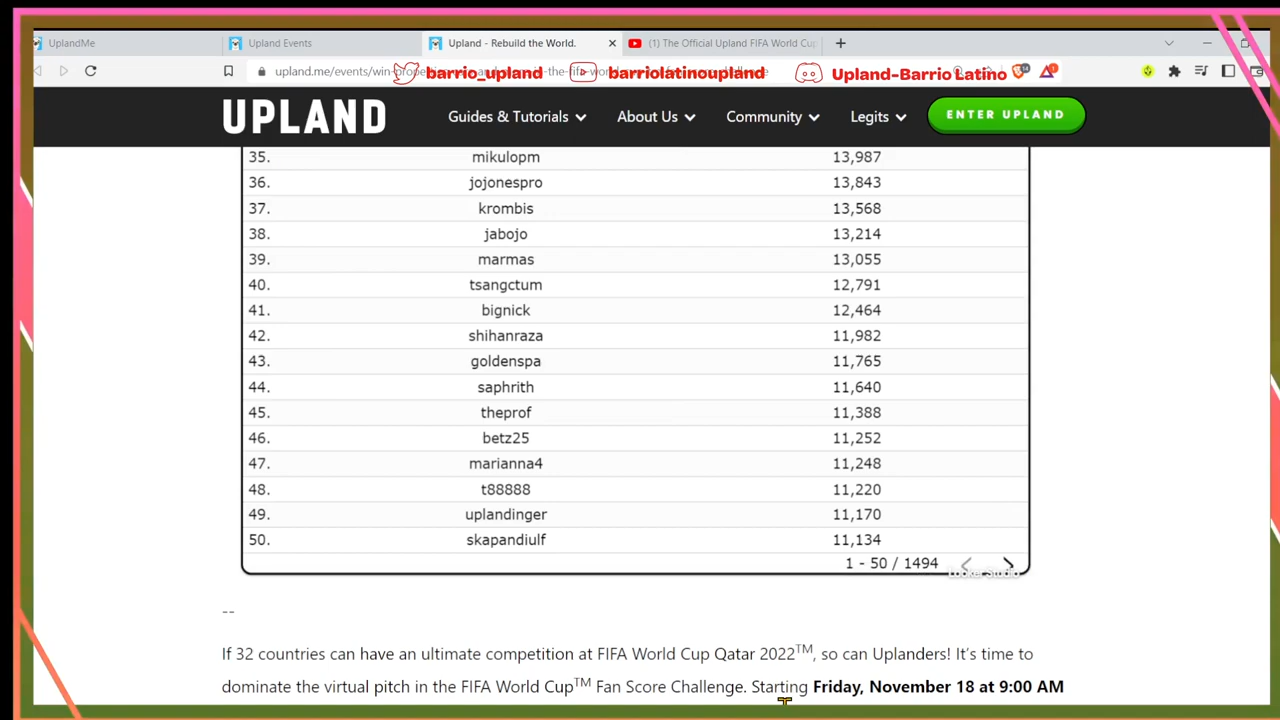 UplandMe
Upland Events
Upland - Rebuild the World.
(1) The Official Upland FIFA World Cup
upland.me/events/win-
barrio_upland
barriolatinoupland
Upland-Barrio Latino
UPLAND
Guides & Tutorials
About Us
Community
Legits
ENTER UPLAND
35. mikulopm 13,987
36. jojonespro 13,843
37. krombis 13,568
38. jabojo 13,214
39. marmas 13,055
40. tsangctum 12,791
41. bignick 12,464
42. shihanraza 11,982
43. goldenspa 11,765
44. saphrith 11,640
45. theprof 11,388
46. betz25 11,252
47. marianna4 11,248
48. t88888 11,220
49. uplandinger 11,170
50. skapandiulf 11,134
1 - 50 / 1494
Looker Studio
--
If 32 countries can have an ultimate competition at FIFA World Cup Qatar 2022TM, so can Uplanders! It's time to
dominate the virtual pitch in the FIFA World CupTM Fan Score Challenge. Starting Friday, November 18 at 9:00 AM